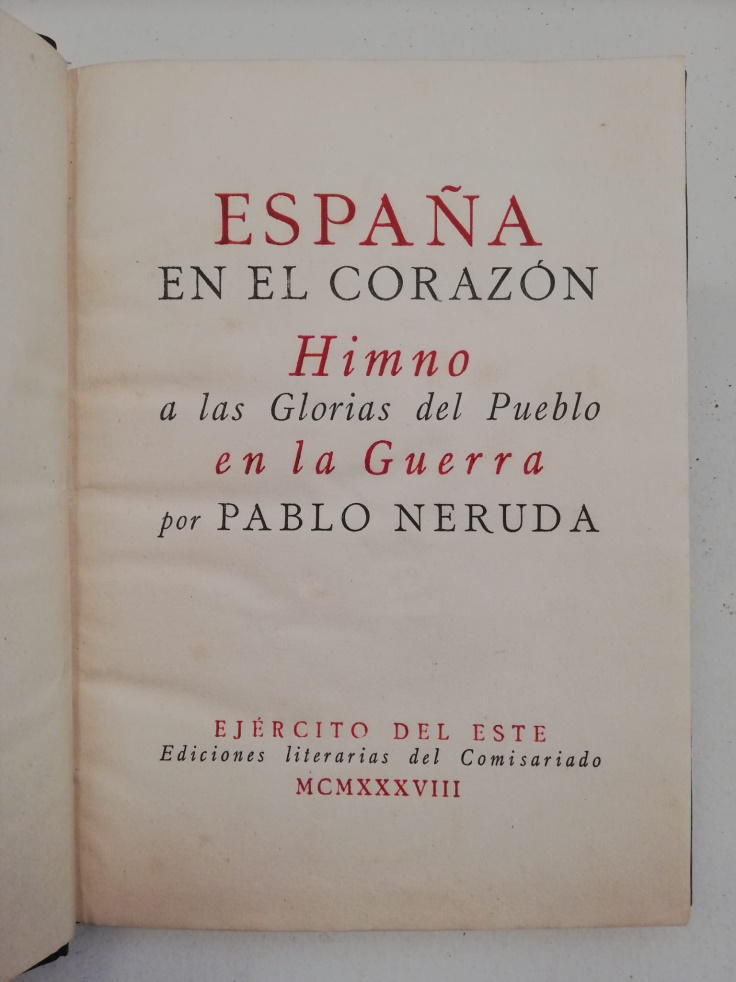 ESPAÑA
EN EL CORAZÓN
Himno
a las Glorias del Pueblo
en la Guerra
por PABLO NERUDA
EJÉRCITO DEL ESTE
Ediciones literarias del Comisariado
MCMXXXVIII